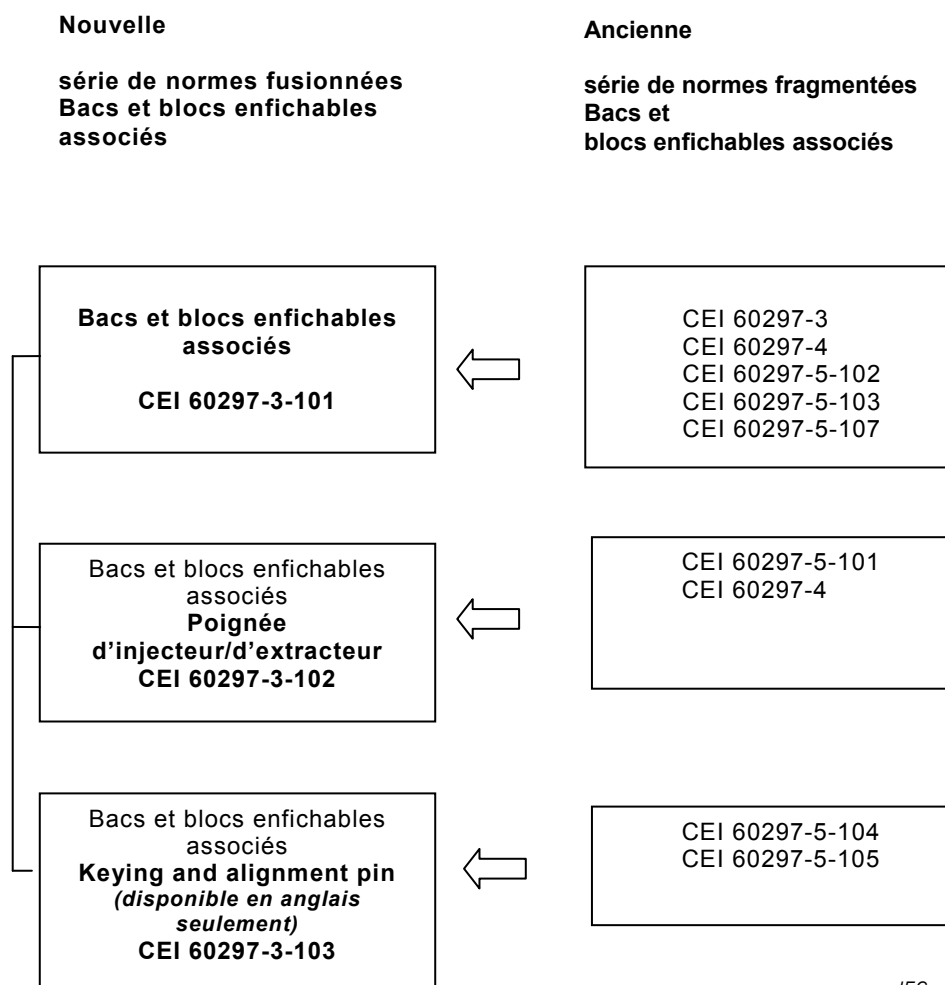 Nouvelle
série de normes fusionnées
Bacs et blocs enfichables
associés
Ancienne
série de normes fragmentées
Bacs et
blocs enfichables associés
Bacs et blocs enfichables
associés
CEI 60297-3-101
CEI 60297-3
CEI 60297-4
CEI 60297-5-102
CEI 60297-5-103
CEI 60297-5-107
Bacs et blocs enfichables
associés
Poignée
d’injecteur/d’extracteur
CEI 60297-3-102
CEI 60297-5-101
CEI 60297-4
Bacs et blocs enfichables
associés
Keying and alignment pin
(disponible en anglais
seulement)
CEI 60297-3-103
CEI 60297-5-104
CEI 60297-5-105